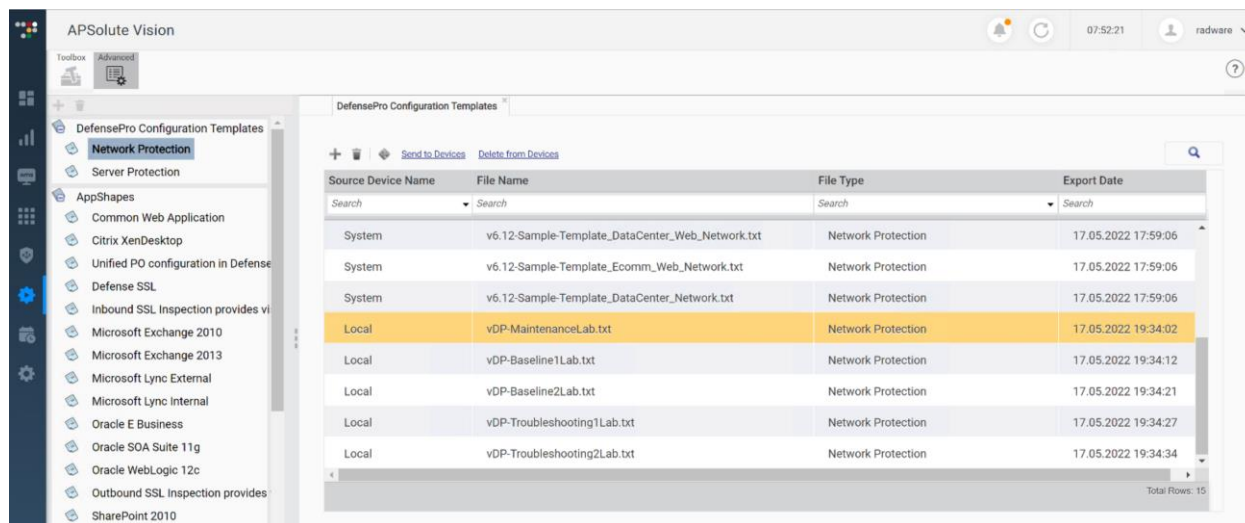 APSolute Vision
07:52:21
radware
Toolbox
Advanced
?
DefensePro Configuration Templates
Network Protection
Server Protection
AppShapes
Common Web Application
Citrix XenDesktop
Unified PO configuration in Defense
Defense SSL
Inbound SSL Inspection provides vi
Microsoft Exchange 2010
Microsoft Exchange 2013
Microsoft Lync External
Microsoft Lync Internal
Oracle E Business
Oracle SOA Suite 11g
Oracle WebLogic 12c
Outbound SSL Inspection provides
SharePoint 2010
DefensePro Configuration Templates
Send to Devices Delete from Devices
Source Device Name File Name File Type Export Date
Search Search Search Search
System v6.12-Sample-Template_DataCenter_Web_Network.txt Network Protection 17.05.2022 17:59:06
System v6.12-Sample-Template_Ecomm_Web_Network.txt Network Protection 17.05.2022 17:59:06
System v6.12-Sample-Template_DataCenter_Network.txt Network Protection 17.05.2022 17:59:06
Local vDP-MaintenanceLab.txt Network Protection 17.05.2022 19:34:02
Local vDP-Baseline1Lab.txt Network Protection 17.05.2022 19:34:12
Local vDP-Baseline2Lab.txt Network Protection 17.05.2022 19:34:21
Local vDP-Troubleshooting1Lab.txt Network Protection 17.05.2022 19:34:27
Local vDP-Troubleshooting2Lab.txt Network Protection 17.05.2022 19:34:34
Total Rows: 15